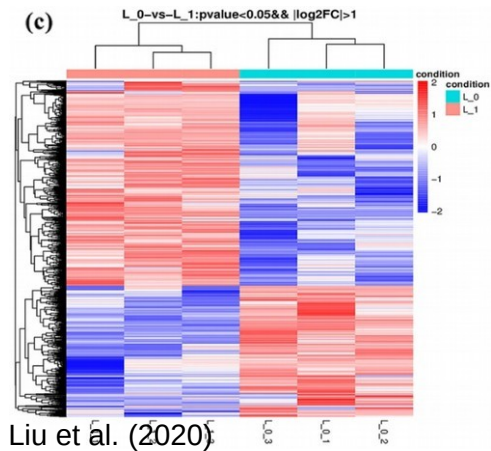 (c)
L_0-vs-L_1:pvalue<0.05&& |log2FC|>1
condition
2
1
0
−1
−2
condition
L_0
L_1
L_0_3
L_0_1
L_0_2
Liu et al. (2020)